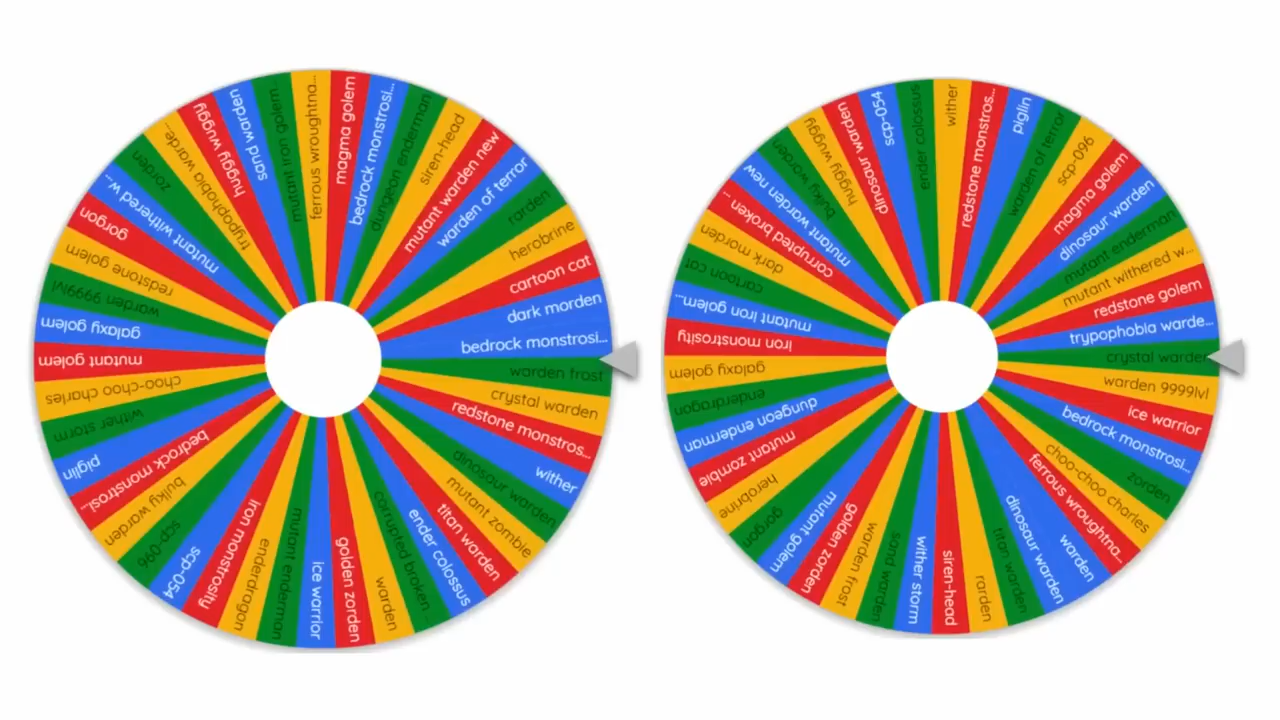 magma golem
bedrock monstrosi...
dungeon enderman
siren-head
mutant warden new
warden of terror
rarden
herobrine
cartoon cat
dark morden
bedrock monstrosi...
warden frost
crystal warden
redstone monstros...
wither
dinosaur warden
mutant zombie
titan warden
ender colossus
corrupted broken
warden
golden zorden
ice warrior
mutant enderman
enderdragon
iron monstrosity
scp-054
scp-096
bulky warden
bedrock monstrosi...
piglin
wither storm
choo-choo charles
mutant golem
galaxy golem
warden 9999lvl
redstone golem
gorgon
mutant withered w...
zorden
trypophobia warde...
huggy wuggy
sand warden
mutant iron golem
ferrous wroughtna...
wither
redstone monstros...
piglin
warden of terror
scp-096
magma golem
dinosaur warden
mutant enderman
mutant withered w...
redstone golem
trypophobia warde...
crystal warden
warden 9999lvl
ice warrior
bedrock monstrosi...
zorden
choo-choo charles
ferrous wroughtna...
warden
dinosaur warden
titan warden
rarden
siren-head
wither storm
sand warden
warden frost
golden zorden
mutant golem
gorgon
herobrine
mutant zombie
dungeon enderman
enderdragon
galaxy golem
iron monstrosity
mutant iron golem...
cartoon cat
dark morden
corrupted broken ...
mutant warden new
bulky warden
huggy wuggy
dinosaur warden
scp-054
ender colossus